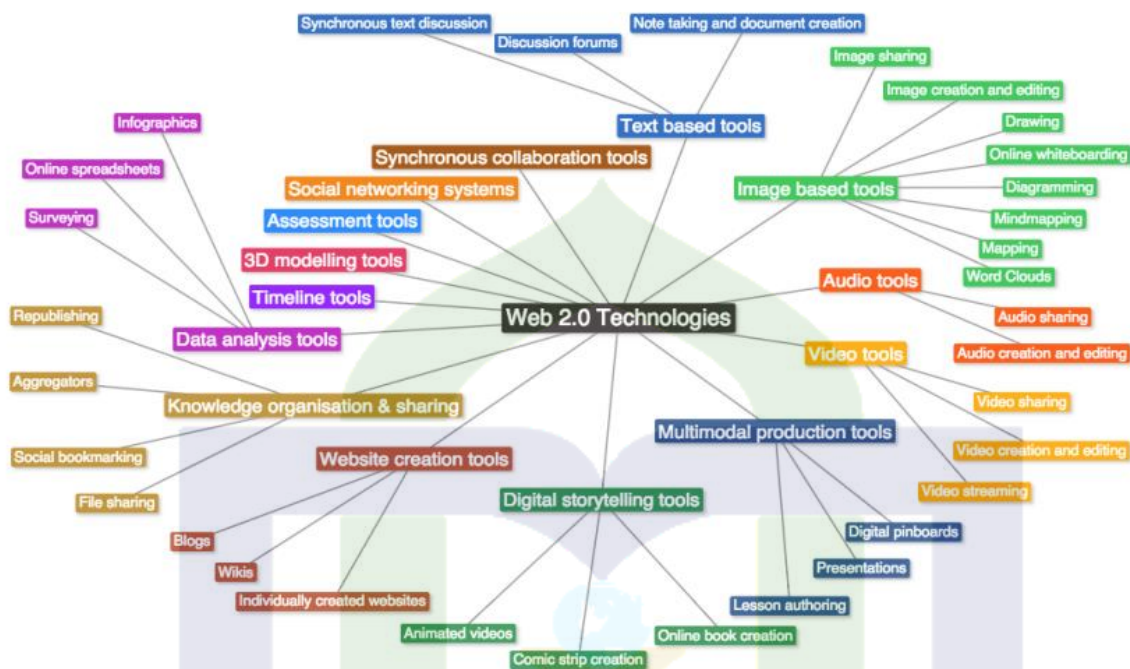 Synchronous text discussion
Note taking and document creation
Discussion forums
Image sharing
Image creation and editing
Infographics
Drawing
Text based tools
Synchronous collaboration tools
Online whiteboarding
Online spreadsheets
Social networking systems
Image based tools
Diagramming
Surveying
Assessment tools
Mindmapping
Mapping
3D modelling tools
Word Clouds
Audio tools
Timeline tools
Republishing
Web 2.0 Technologies
Audio sharing
Data analysis tools
Video tools
Audio creation and editing
Aggregators
Knowledge organisation & sharing
Video sharing
Multimodal production tools
Video creation and editing
Social bookmarking
Website creation tools
Video streaming
File sharing
Digital storytelling tools
Digital pinboards
Blogs
Presentations
Wikis
Individually created websites
Lesson authoring
Animated videos
Online book creation
Comic strip creation